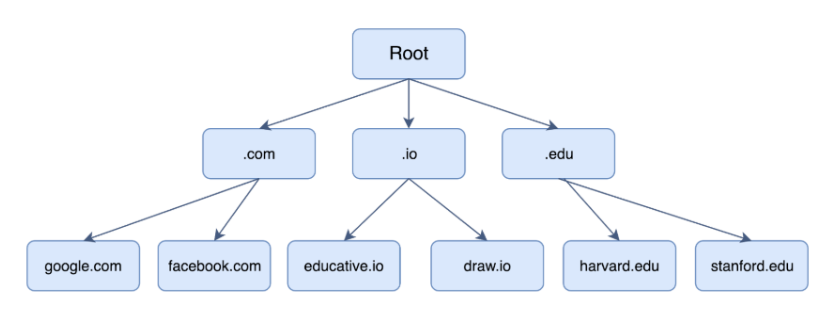 Root
.com
.io
.edu
google.com
facebook.com
educative.io
draw.io
harvard.edu
stanford.edu